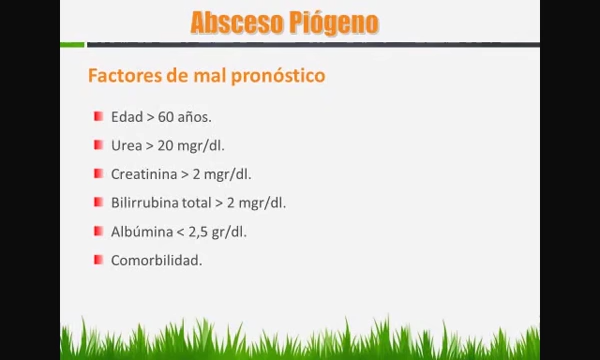 Absceso Piógeno
Factores de mal pronóstico
Edad > 60 años.
Urea > 20 mgr/dl.
Creatinina > 2 mgr/dl.
Bilirrubina total > 2 mgr/dl.
Albúmina < 2,5 gr/dl.
Comorbilidad.